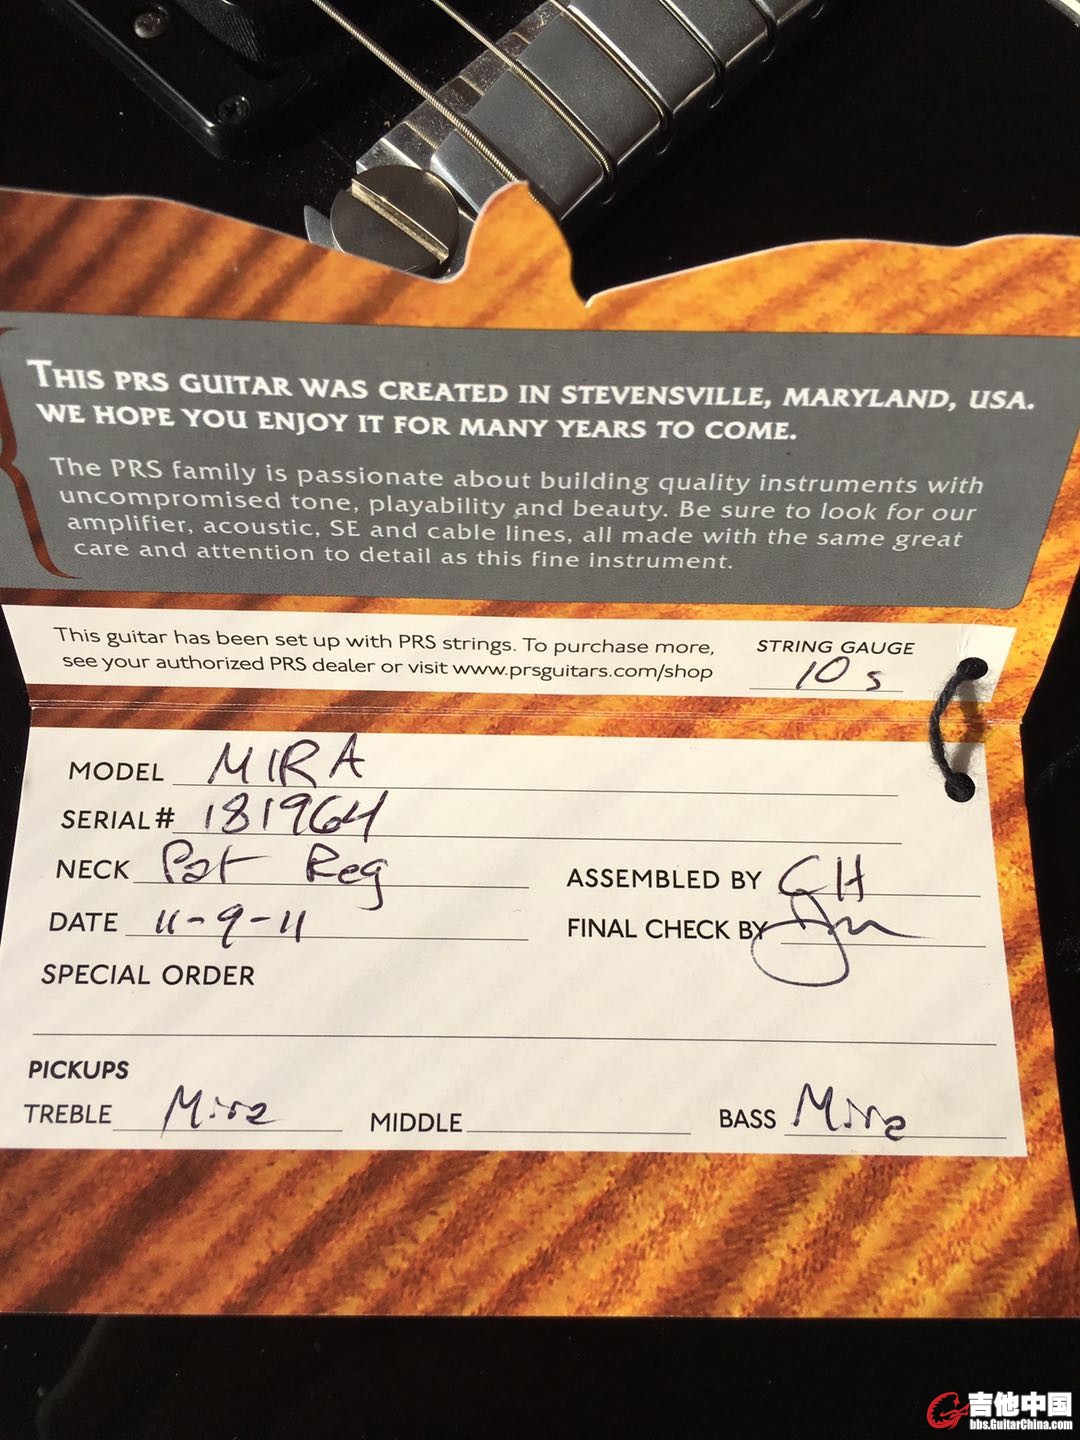 THIS PRS GUITAR WAS CREATED IN STEVENSVILLE, MARYLAND, USA.
WE HOPE YOU ENJOY IT FOR MANY YEARS TO COME.
The PRS family is passionate about building quality instruments with
uncompromised tone, playability and beauty. Be sure to look for our
amplifier, acoustic, SE and cable lines, all made with the same great
care and attention to detail as this fine instrument.
This guitar has been set up with PRS strings. To purchase more,
see your authorized PRS dealer or visit www.prsguitars.com/shop
STRING GAUGE
10s
MODEL MIRA
SERIAL# 181964
NECK Pat Reg
ASSEMBLED BY CH
DATE 11-9-11
FINAL CHECK BY
SPECIAL ORDER
PICKUPS
TREBLE Mira MIDDLE BASS Mira
吉他中国
bbs.GuitarChina.com